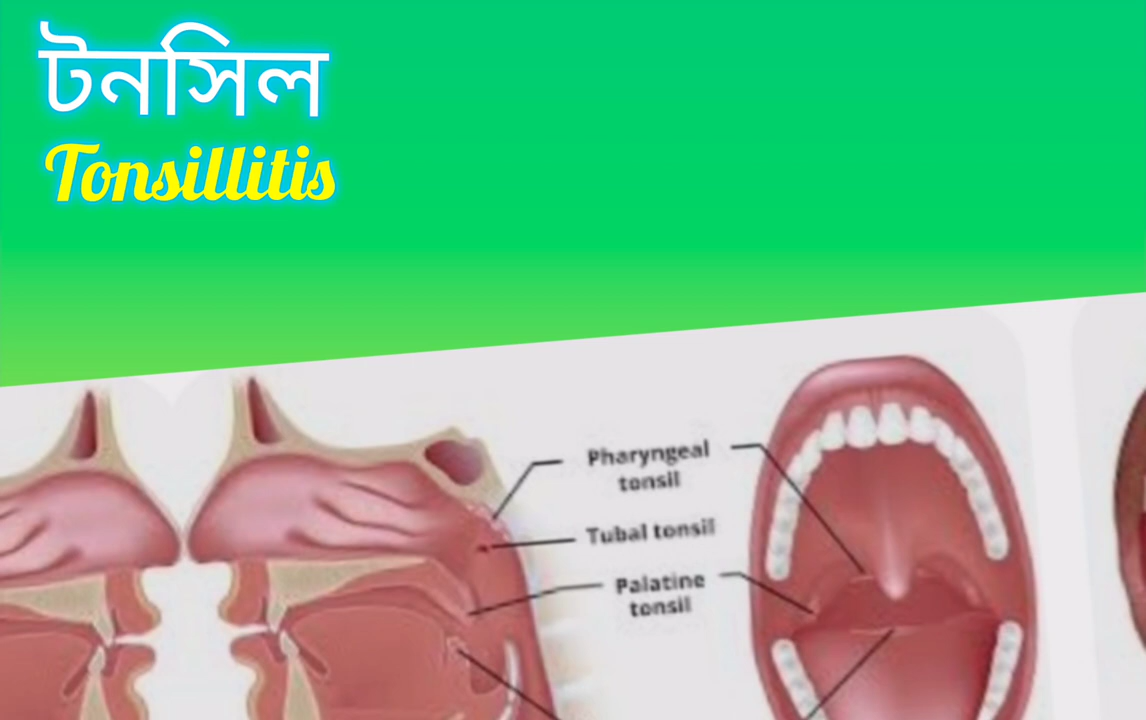 টনসিল
Tonsillitis
Pharyngeal
tonsil
Tubal tonsil
Palatine
tonsil